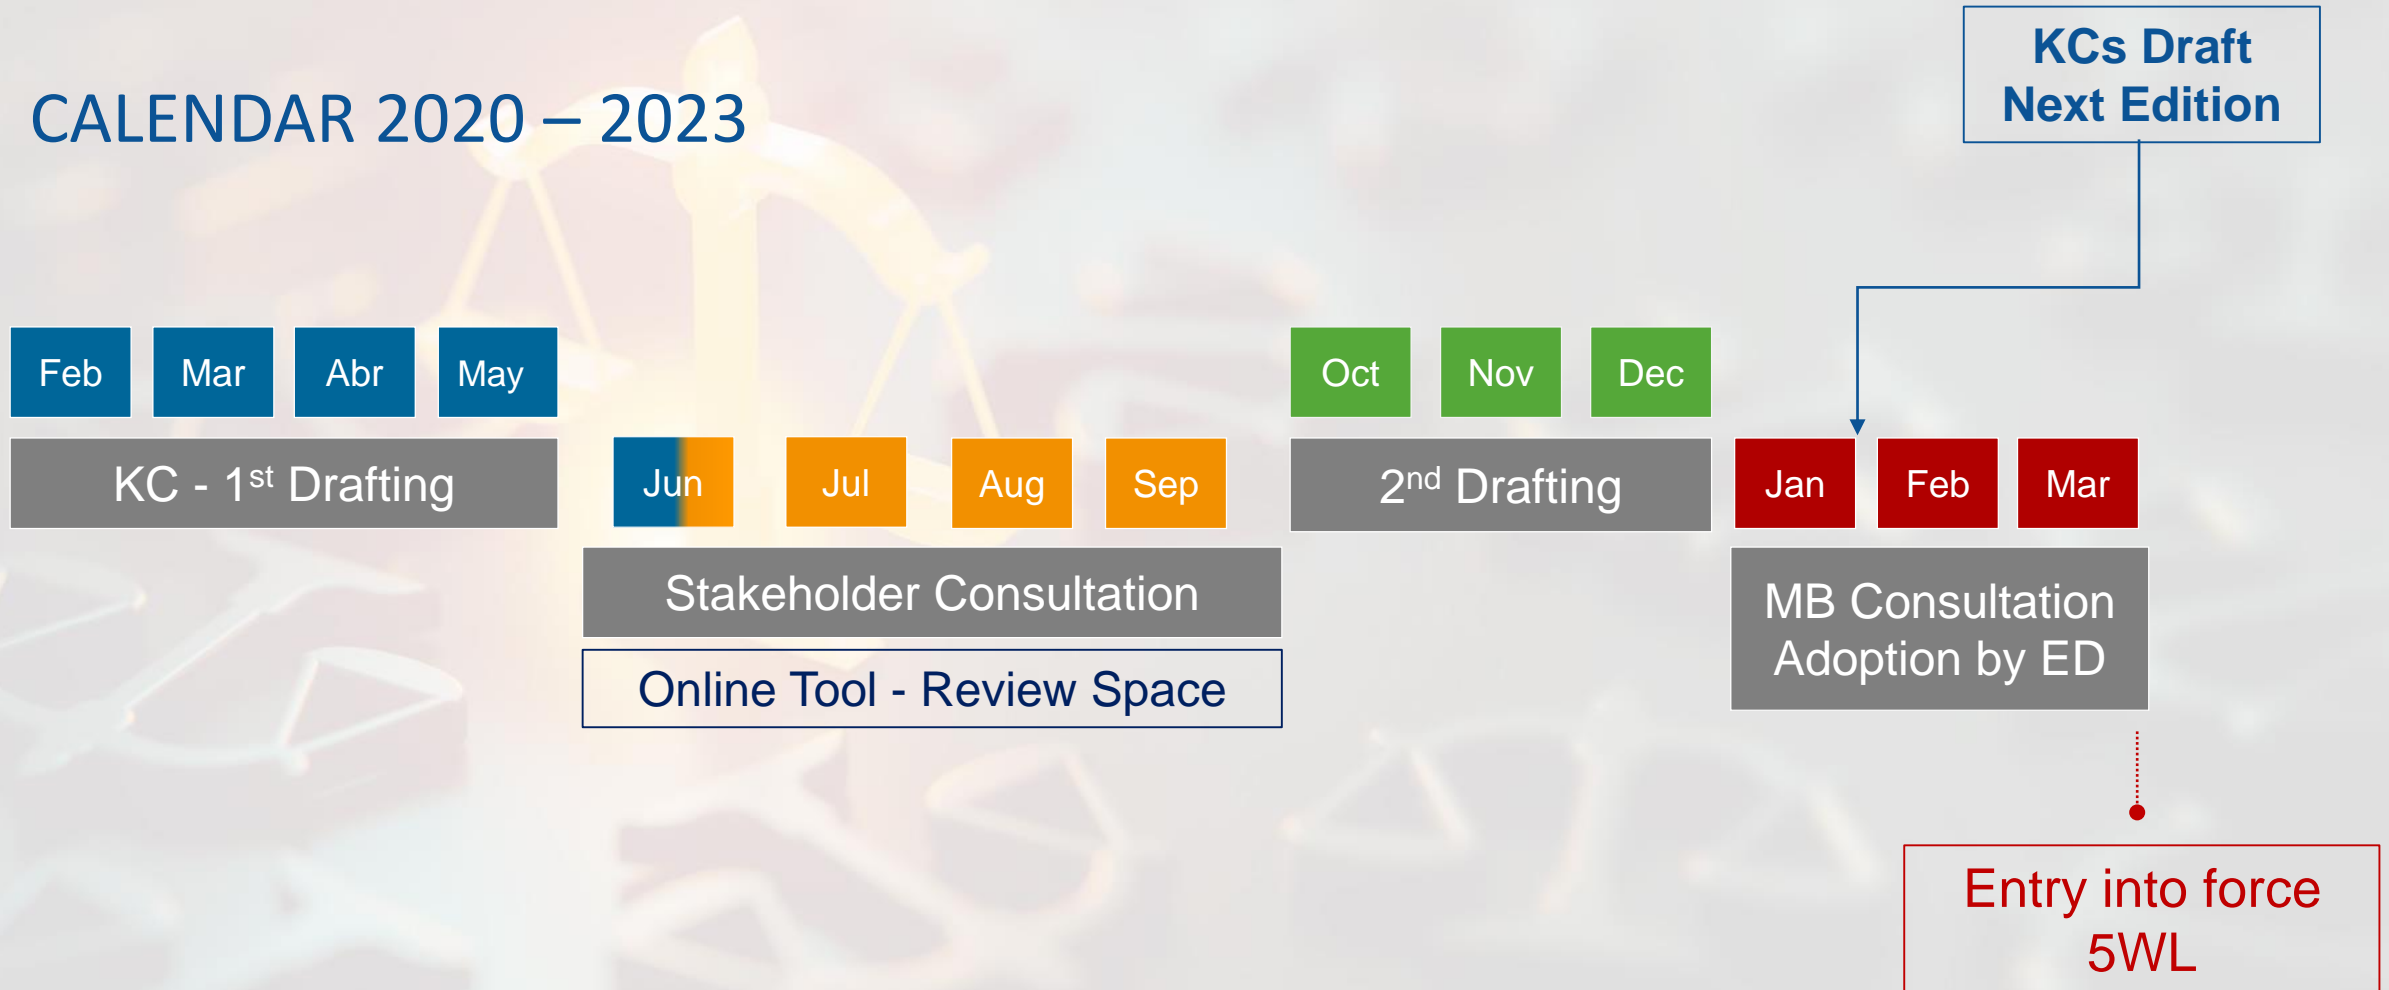 KCs Draft
Next Edition
CALENDAR 2020 – 2023
Feb Mar Abr May
KC - 1st Drafting
Jun Jul Aug Sep
Stakeholder Consultation
Online Tool - Review Space
Oct Nov Dec
2nd Drafting
Jan Feb Mar
MB Consultation
Adoption by ED
Entry into force
5WL